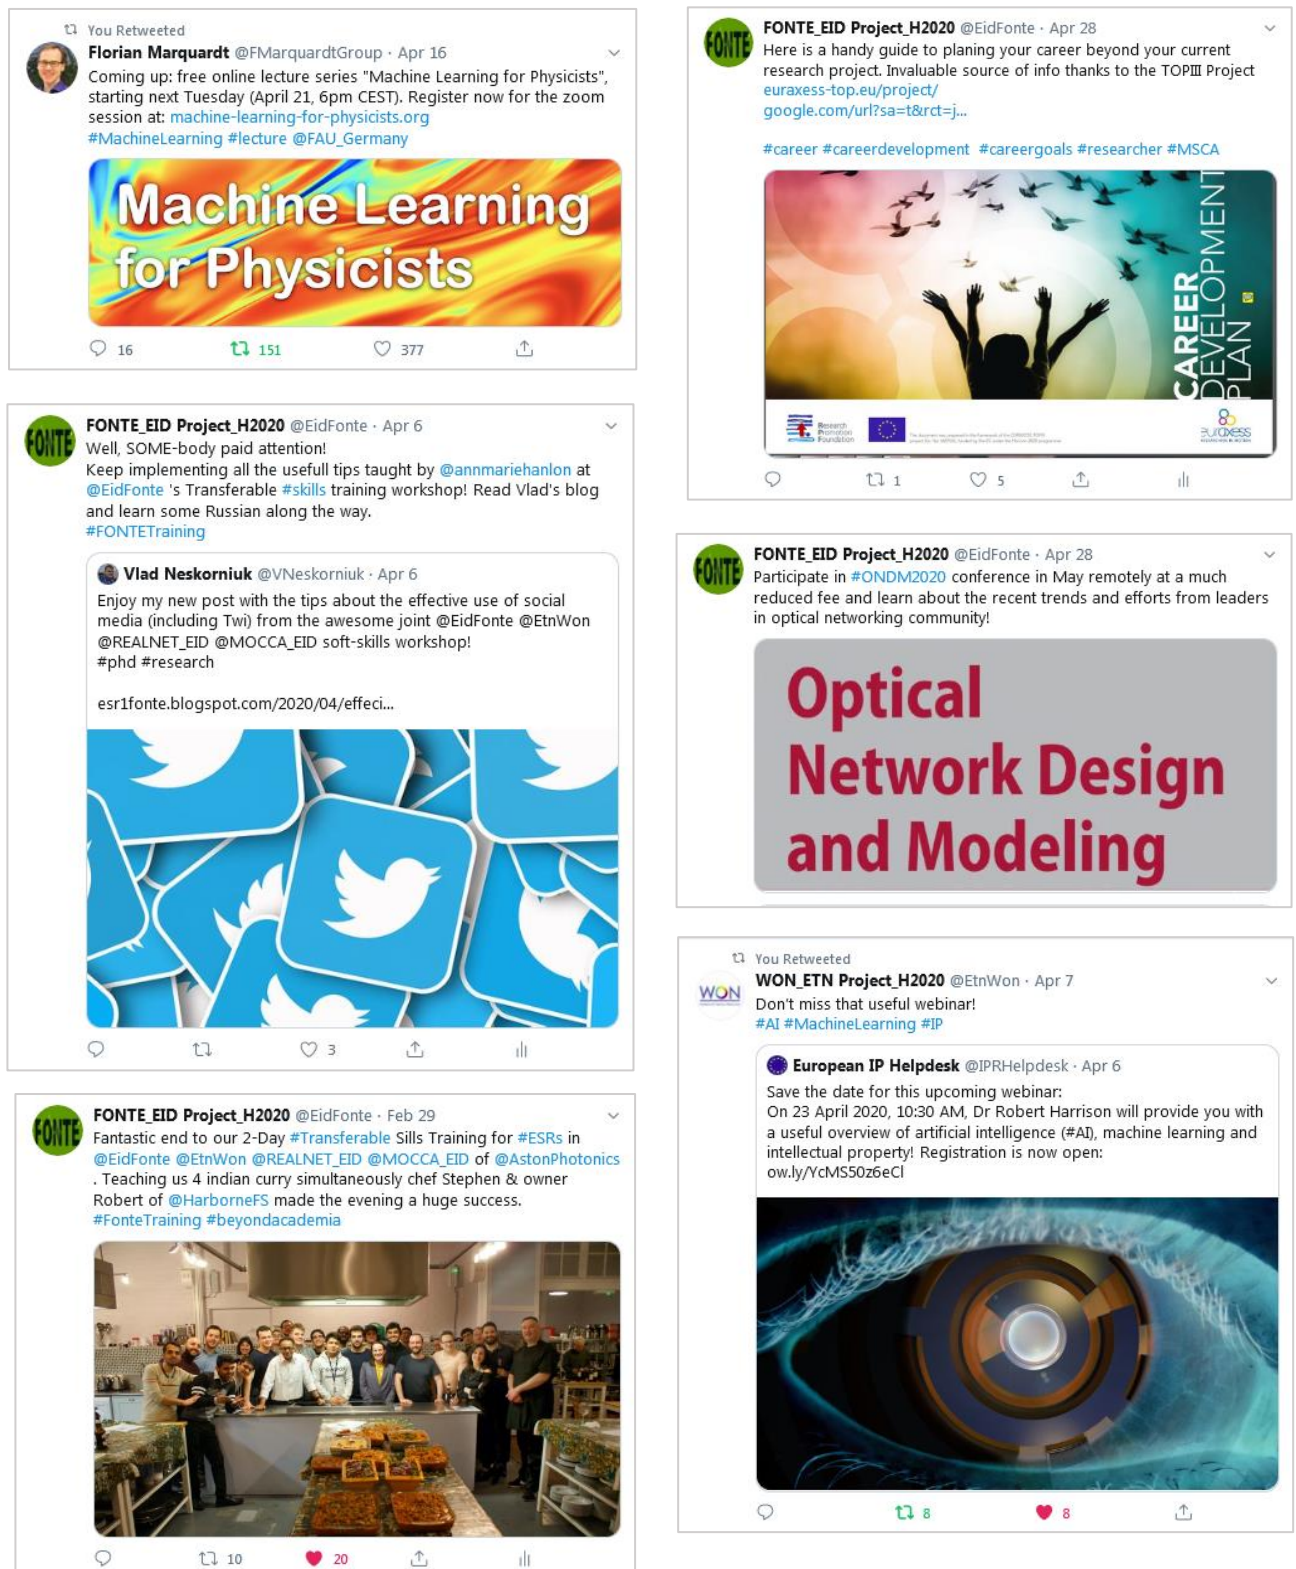 You Retweeted
Florian Marquardt @FMarquardtGroup · Apr 16
Coming up: free online lecture series "Machine Learning for Physicists",
starting next Tuesday (April 21, 6pm CEST). Register now for the zoom
session at: machine-learning-for-physicists.org
#MachineLearning #lecture @FAU_Germany
Machine Learning
for Physicists
16 151 377
FONTE
FONTE_EID Project_H2020 @EidFonte · Apr 6
Well, SOME-body paid attention!
Keep implementing all the usefull tips taught by @annmariehanlon at
@EidFonte 's Transferable #skills training workshop! Read Vlad's blog
and learn some Russian along the way.
#FONTETraining
Vlad Neskorniuk @VNeskorniuk · Apr 6
Enjoy my new post with the tips about the effective use of social
media (including Twi) from the awesome joint @EidFonte @EtnWon
@REALNET_EID @MOCCA_EID soft-skills workshop!
#phd #research
esr1fonte.blogspot.com/2020/04/effeci...
3
FONTE
FONTE_EID Project_H2020 @EidFonte · Feb 29
Fantastic end to our 2-Day #Transferable Sills Training for #ESRs in
@EidFonte @EtnWon @REALNET_EID @MOCCA_EID of @AstonPhotonics
. Teaching us 4 indian curry simultaneously chef Stephen & owner
Robert of @HarborneFS made the evening a huge success.
#FonteTraining #beyondacademia
10 20
FONTE
FONTE_EID Project_H2020 @EidFonte · Apr 28
Here is a handy guide to planing your career beyond your current
research project. Invaluable source of info thanks to the TOPIII Project
euraxess-top.eu/project/
google.com/url?sa=t&rct=j...
#career #careerdevelopment #careergoals #researcher #MSCA
CAREER
DEVELOPMENT
PLAN
Research
Promotion
Foundation
euraxess
1 5
FONTE
FONTE_EID Project_H2020 @EidFonte · Apr 28
Participate in #ONDM2020 conference in May remotely at a much
reduced fee and learn about the recent trends and efforts from leaders
in optical networking community!
Optical
Network Design
and Modeling
You Retweeted
WON
WON_ETN Project_H2020 @EtnWon · Apr 7
Don't miss that useful webinar!
#AI #MachineLearning #IP
European IP Helpdesk @IPRHelpdesk · Apr 6
Save the date for this upcoming webinar:
On 23 April 2020, 10:30 AM, Dr Robert Harrison will provide you with
a useful overview of artificial intelligence (#AI), machine learning and
intellectual property! Registration is now open:
ow.ly/YcMS50z6eCl
8 8